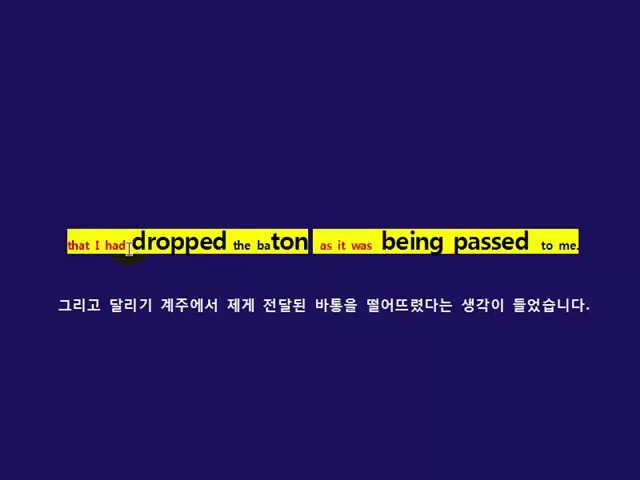 that I had dropped the baton as it was being passed to me.
그리고 달리기 계주에서 제게 전달된 바통을 떨어뜨렸다는 생각이 들었습니다.